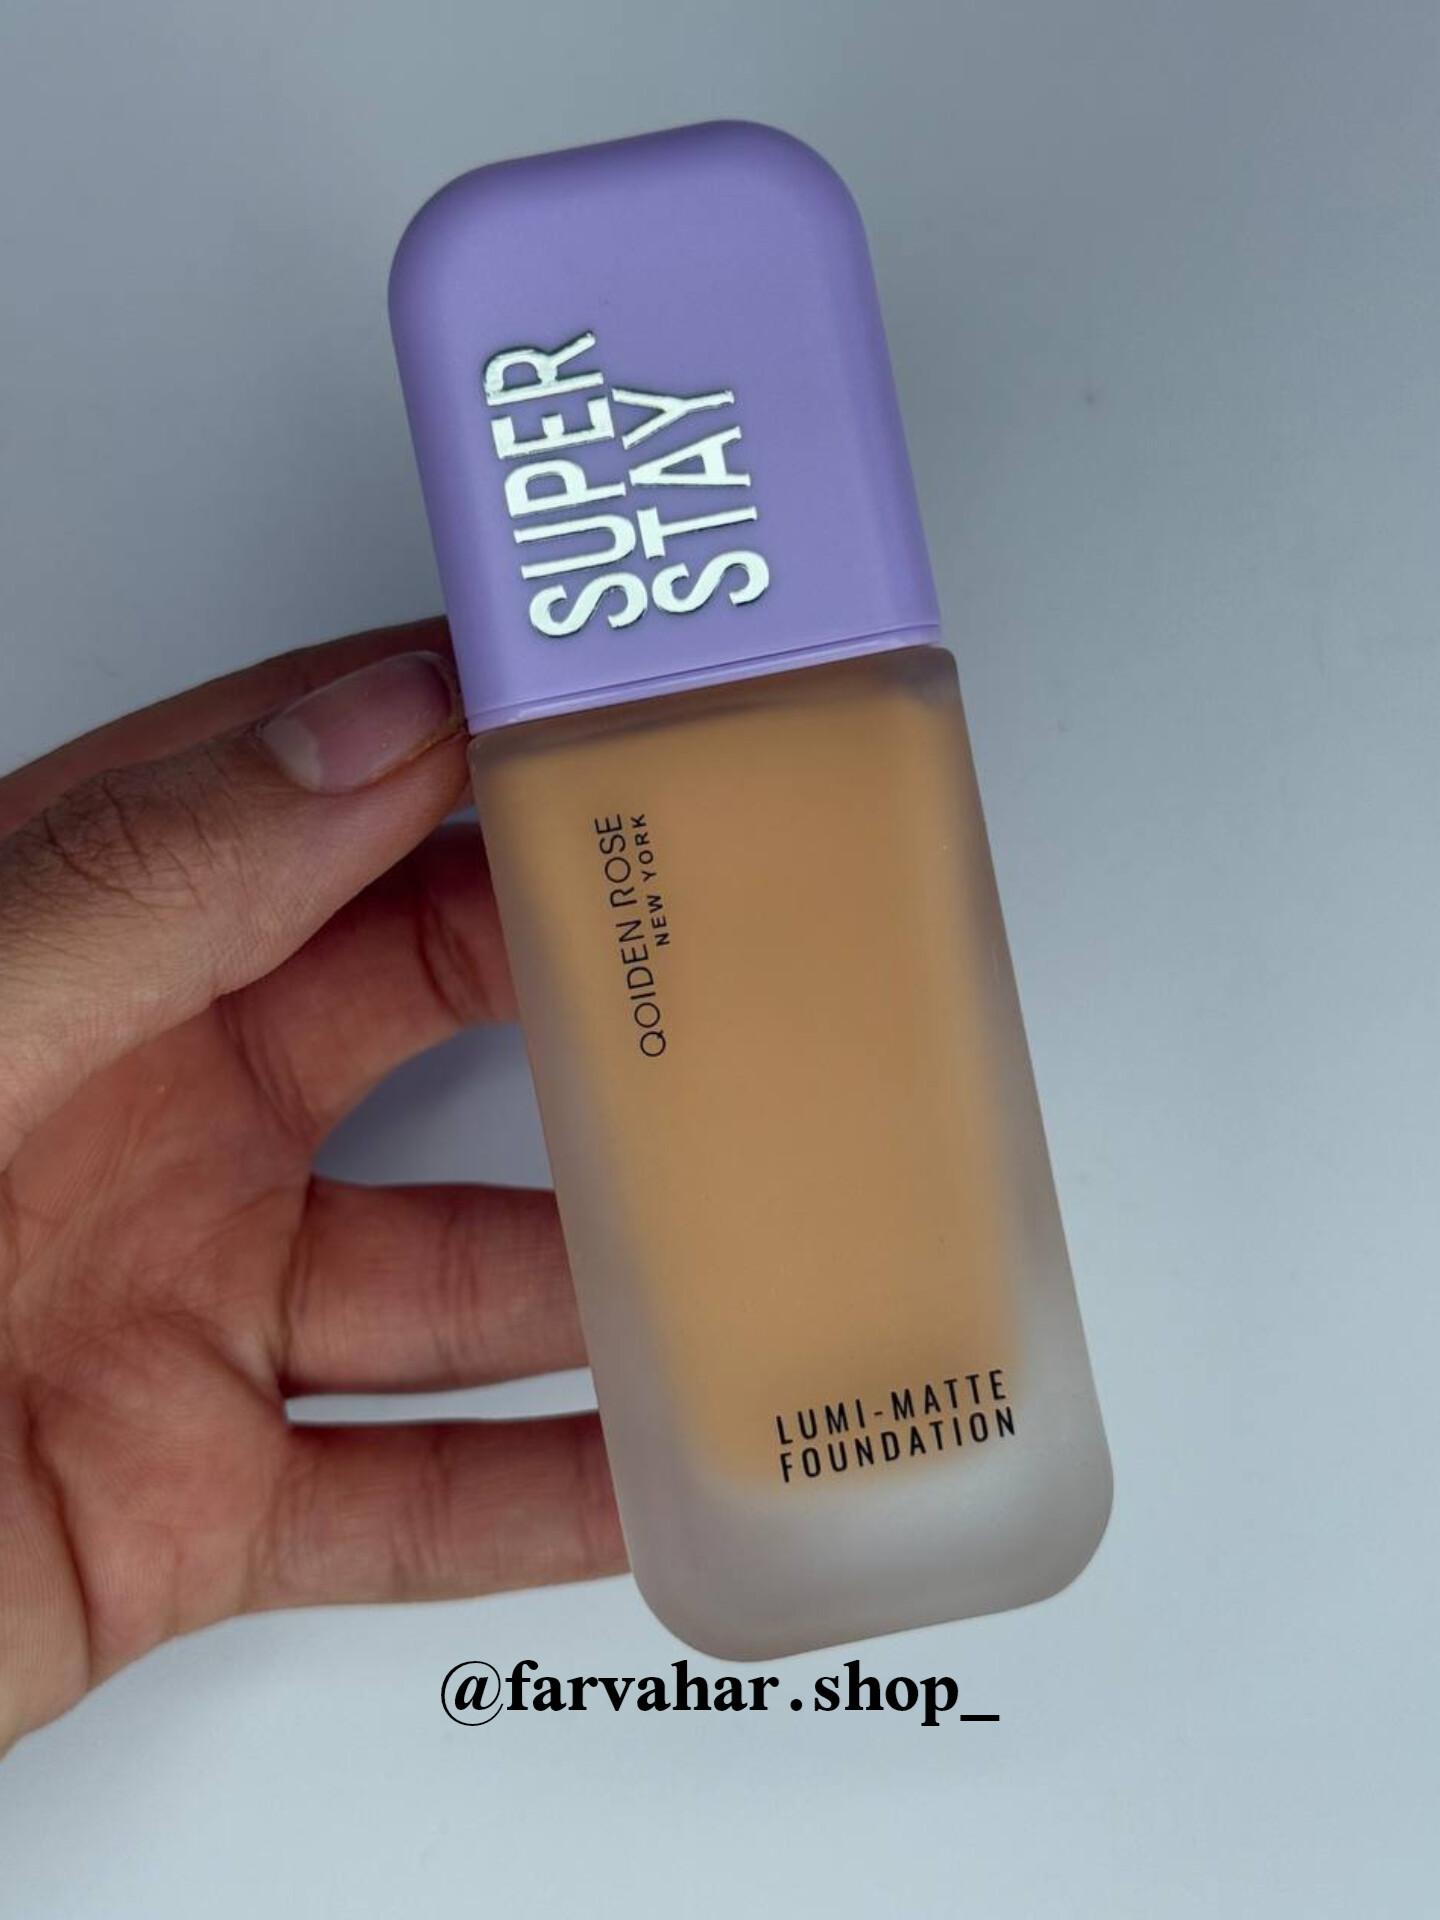 SUPER
STAY
QOIDEN ROSE
NEW YORK
LUMI-MATTE
FOUNDATION
@farvahar.shop_